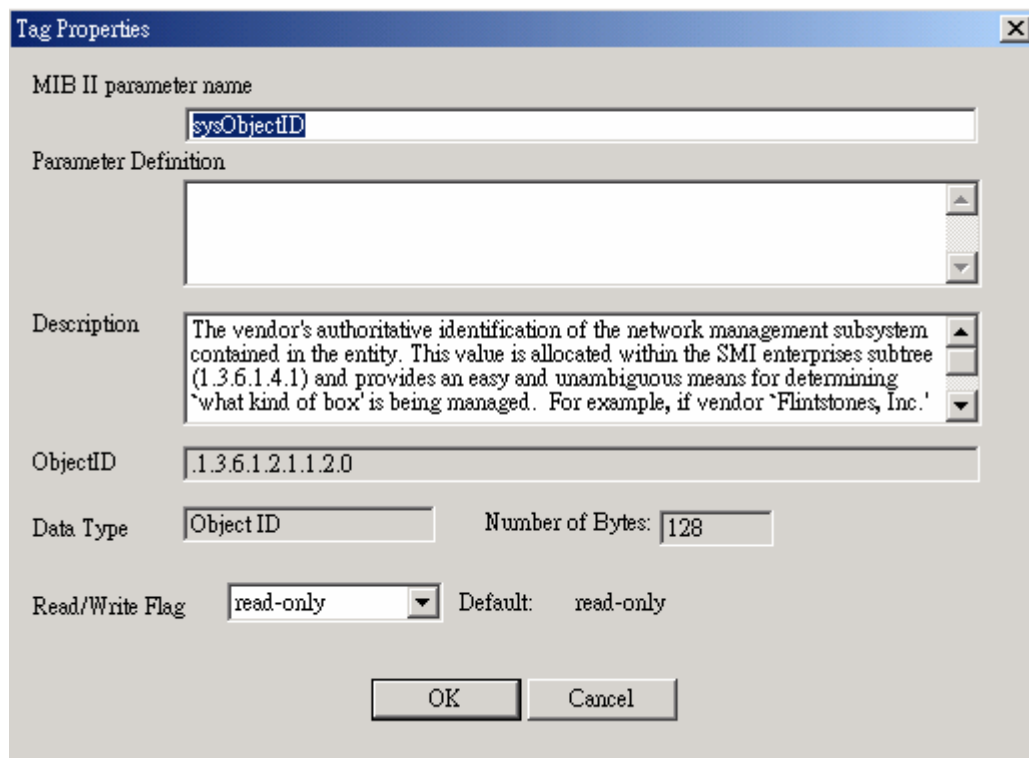 Tag Properties
MIB II parameter name
sysObjectID
Parameter Definition
Description
The vendor's authoritative identification of the network management subsystem
contained in the entity. This value is allocated within the SMI enterprises subtree
(1.3.6.1.4.1) and provides an easy and unambiguous means for determining
`what kind of box' is being managed.  For example, if vendor `Flintstones, Inc.'
ObjectID
.1.3.6.1.2.1.1.2.0
Data Type
Object ID
Number of Bytes:
128
Read/Write Flag
read-only
Default:
read-only
OK
Cancel